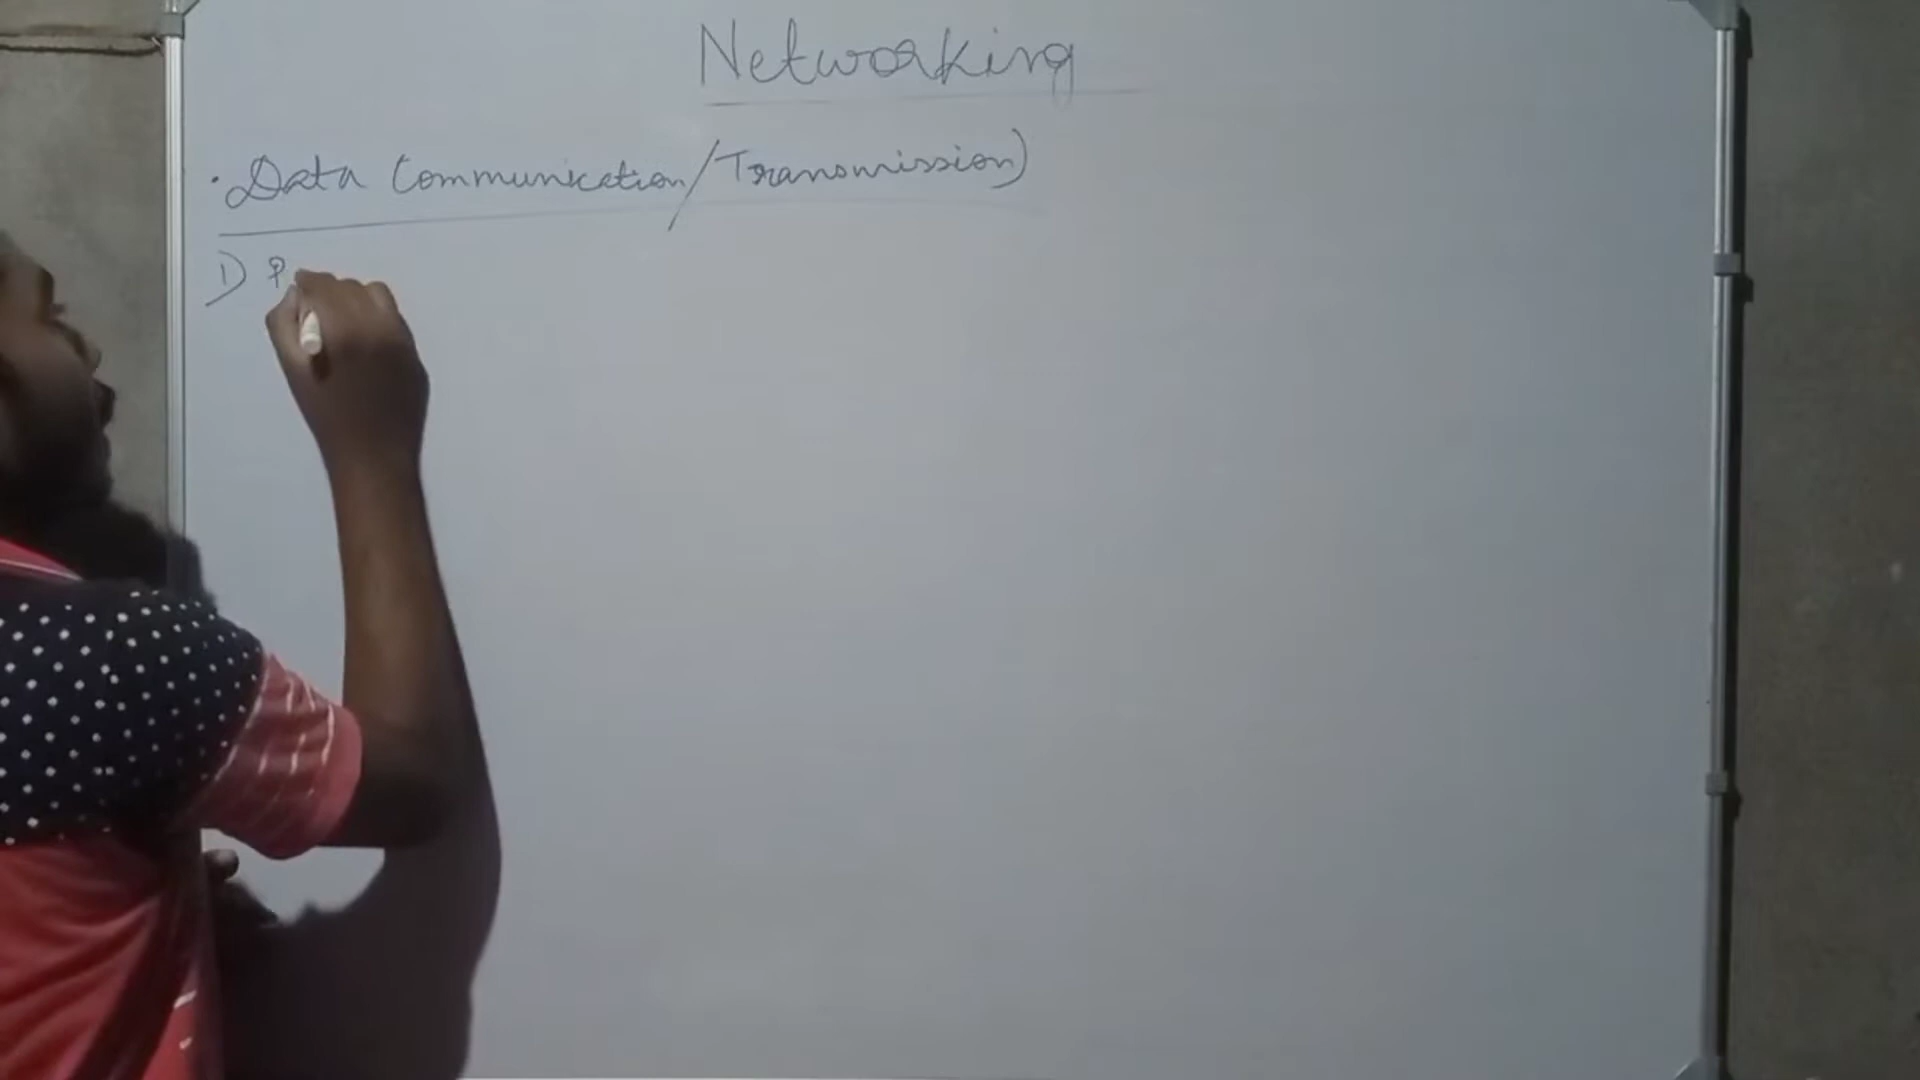 Networking
· Data Communication/Transmission)
1) P